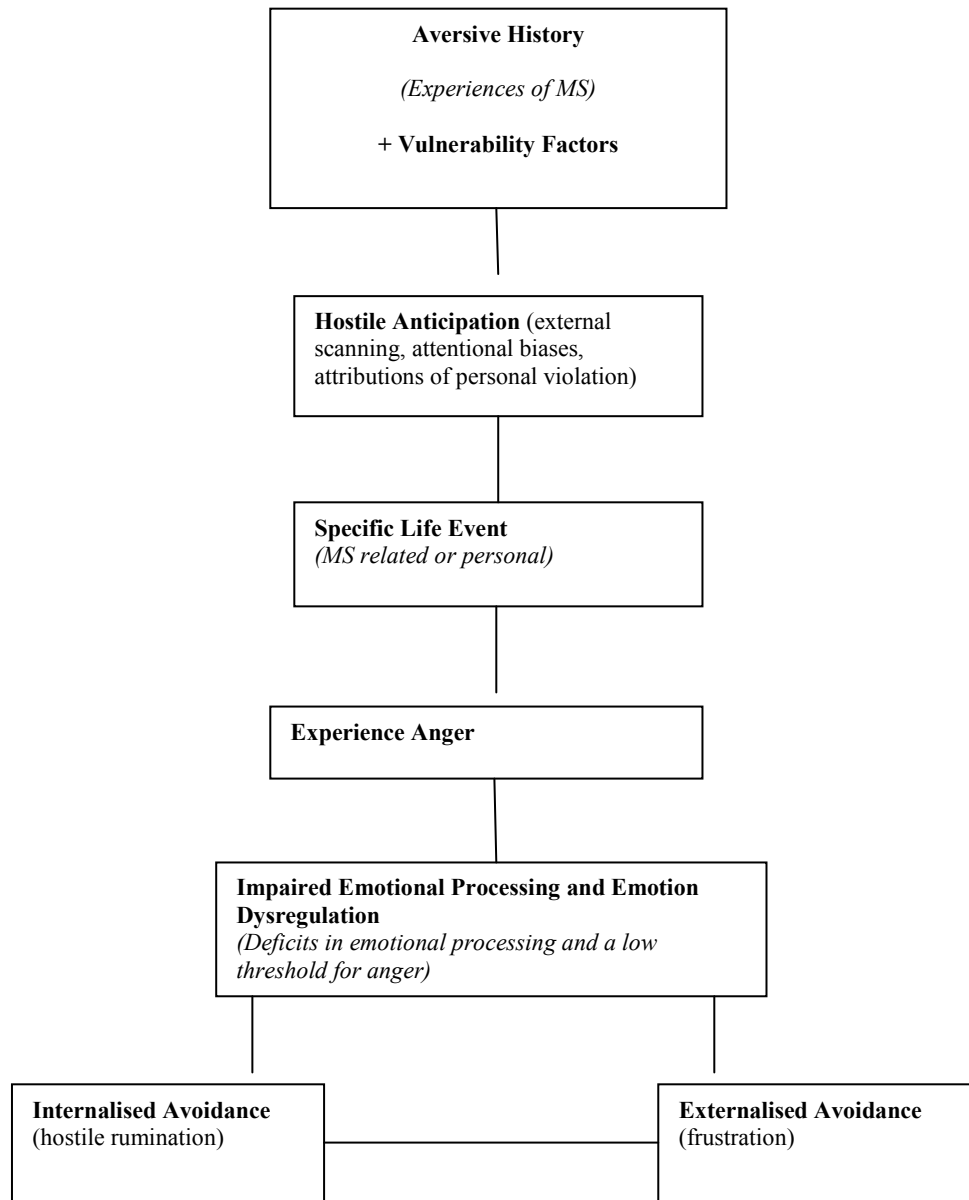 Aversive History
(Experiences of MS)
+ Vulnerability Factors
Hostile Anticipation (external
scanning, attentional biases,
attributions of personal violation)
Specific Life Event
(MS related or personal)
Experience Anger
Impaired Emotional Processing and Emotion
Dysregulation
(Deficits in emotional processing and a low
threshold for anger)
Internalised Avoidance
(hostile rumination)
Externalised Avoidance
(frustration)